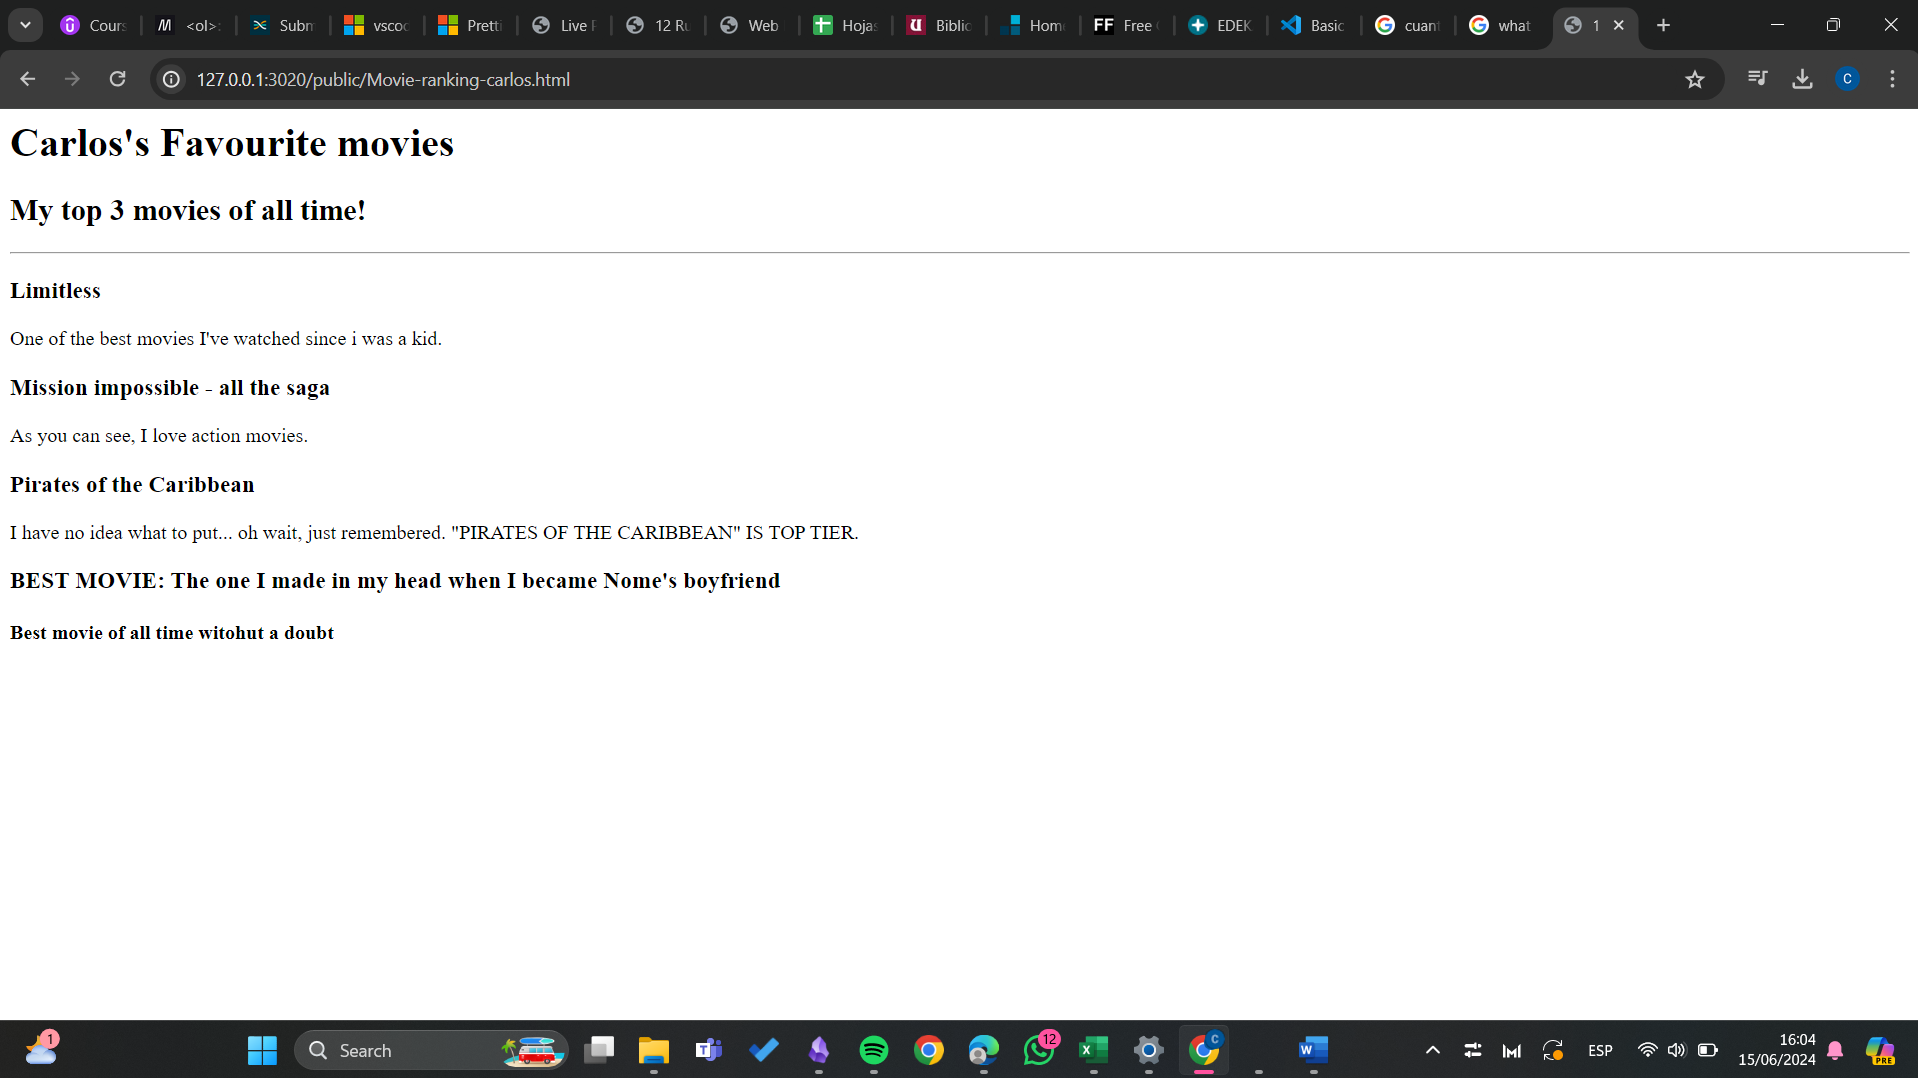 Cours
<ol>:
Subm
vscoc
Pretti
Live P
12 Ru
Web
Hojas
Biblic
Home
Free
EDEK
Basic
cuant
what
1
127.0.0.1:3020/public/Movie-ranking-carlos.html
C
Carlos's Favourite movies
My top 3 movies of all time!
Limitless
One of the best movies I've watched since i was a kid.
Mission impossible - all the saga
As you can see, I love action movies.
Pirates of the Caribbean
I have no idea what to put... oh wait, just remembered. "PIRATES OF THE CARIBBEAN" IS TOP TIER.
BEST MOVIE: The one I made in my head when I became Nome's boyfriend
Best movie of all time witohut a doubt
1
Search
12
C
ESP
16:04
15/06/2024
PRE